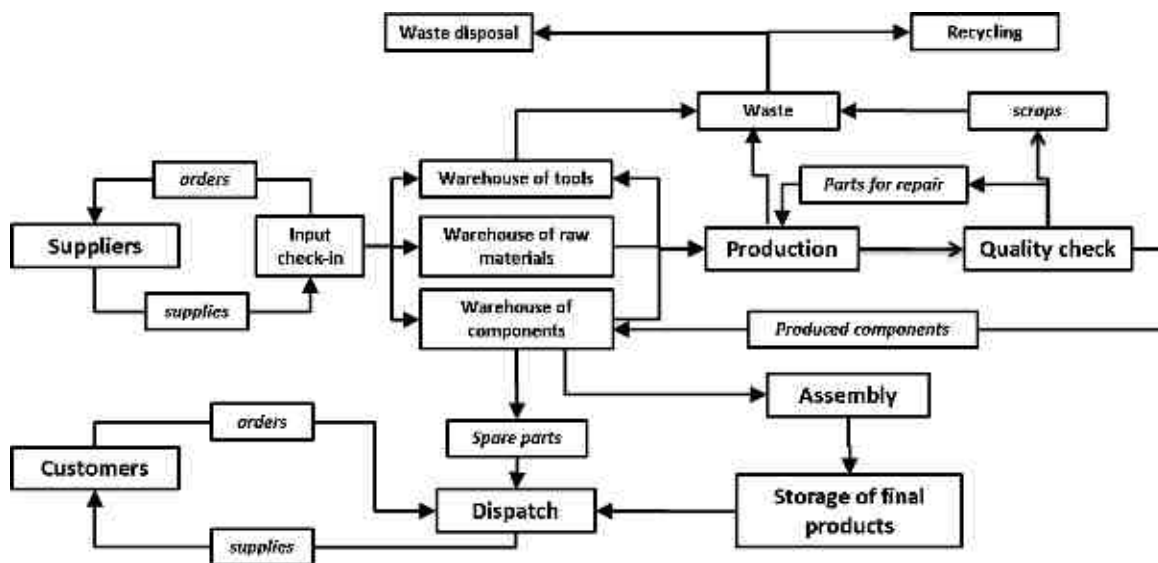 Waste disposal
Recycling
Waste
scraps
orders
Warehouse of tools
Parts for repair
Suppliers
Input
check-in
Warehouse of raw
materials
Production
Quality check
supplies
Warehouse of
components
Produced components
Assembly
orders
Spare parts
Customers
Dispatch
Storage of final
products
supplies